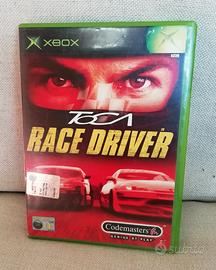 XBOX
TOCA
RACE DRIVER
Codemasters
GENIUS AT PLAY
subito